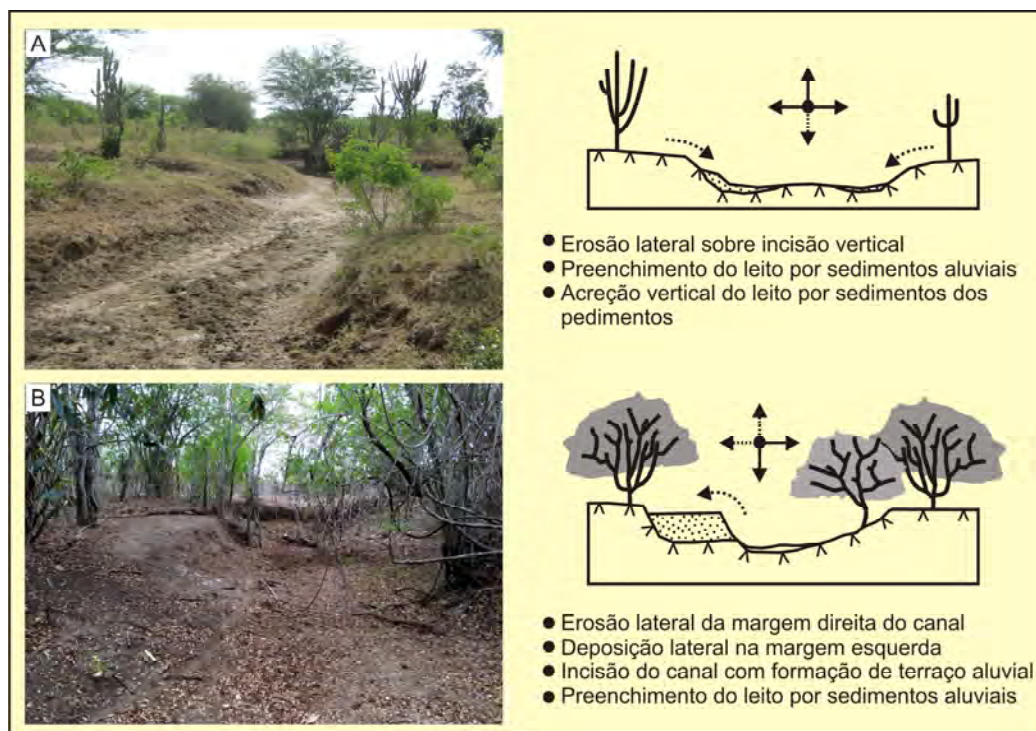 A
● Erosão lateral sobre incisão vertical
● Preenchimento do leito por sedimentos aluviais
● Acreção vertical do leito por sedimentos dos
pedimentos
B
● Erosão lateral da margem direita do canal
● Deposição lateral na margem esquerda
● Incisão do canal com formação de terraço aluvial
● Preenchimento do leito por sedimentos aluviais